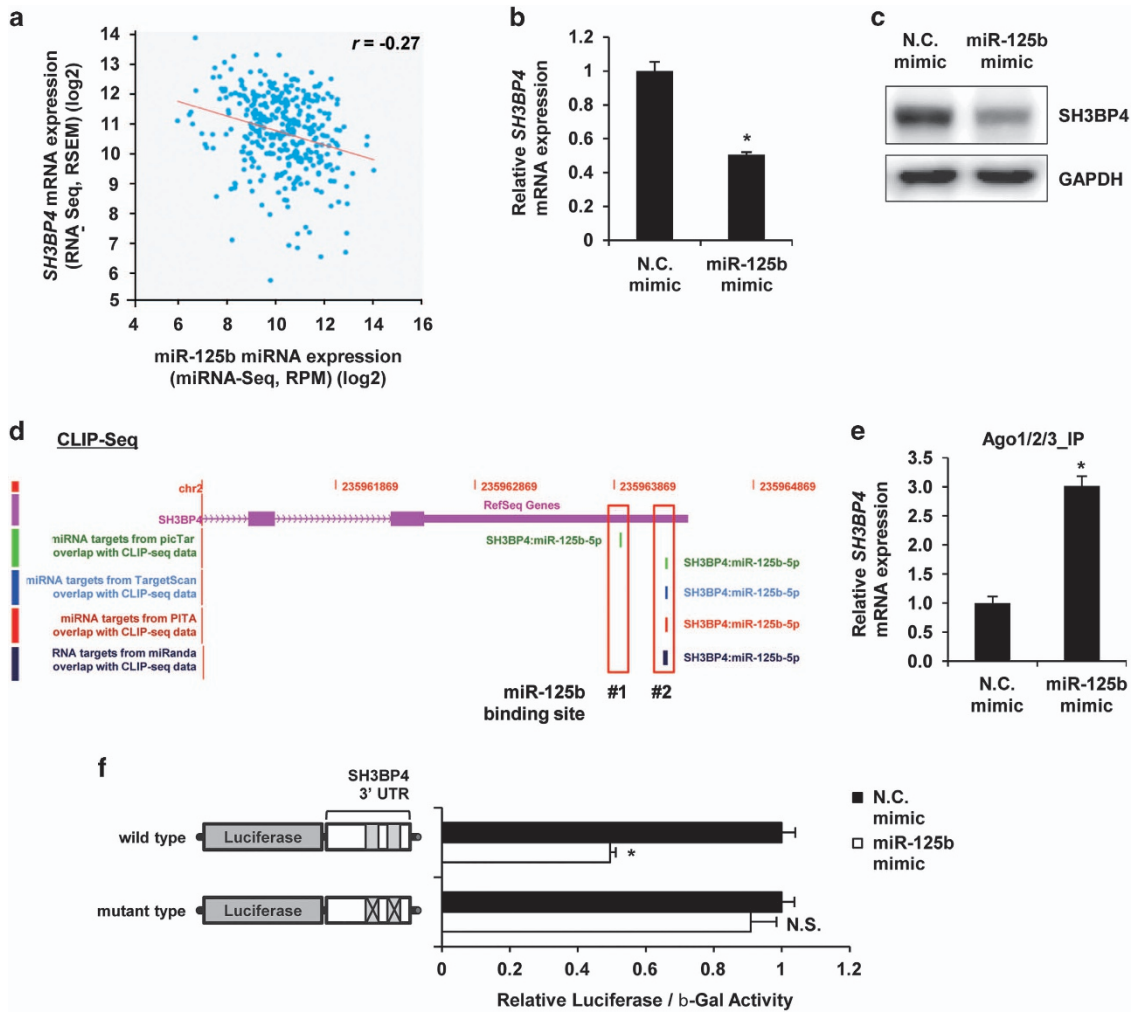 a
SH3BP4 mRNA expression
(RNA_Seq, RSEM) (log2)
14
13
12
11
10
9
8
7
6
5
r = -0.27
4 6 8 10 12 14 16
miR-125b miRNA expression
(miRNA-Seq, RPM) (log2)
b
Relative SH3BP4
mRNA expression
1.2
1
0.8
0.6
0.4
0.2
0
*
N.C.
mimic
miR-125b
mimic
c
N.C.
mimic
miR-125b
mimic
SH3BP4
GAPDH
d
CLIP-Seq
chr2
235961869
235962869
235963869
235964869
RefSeq Genes
SH3BP4
miRNA targets from picTar
overlap with CLIP-seq data
SH3BP4:miR-125b-5p
SH3BP4:miR-125b-5p
miRNA targets from TargetScan
overlap with CLIP-seq data
SH3BP4:miR-125b-5p
miRNA targets from PITA
overlap with CLIP-seq data
SH3BP4:miR-125b-5p
RNA targets from miRanda
overlap with CLIP-seq data
SH3BP4:miR-125b-5p
miR-125b
binding site
#1
#2
e
Ago1/2/3_IP
Relative SH3BP4
mRNA expression
3.5
3.0
2.5
2.0
1.5
1.0
0.5
0.0
*
N.C.
mimic
miR-125b
mimic
f
SH3BP4
3' UTR
wild type
Luciferase
*
mutant type
Luciferase
N.S.
N.C.
mimic
miR-125b
mimic
0 0.2 0.4 0.6 0.8 1 1.2
Relative Luciferase / b-Gal Activity